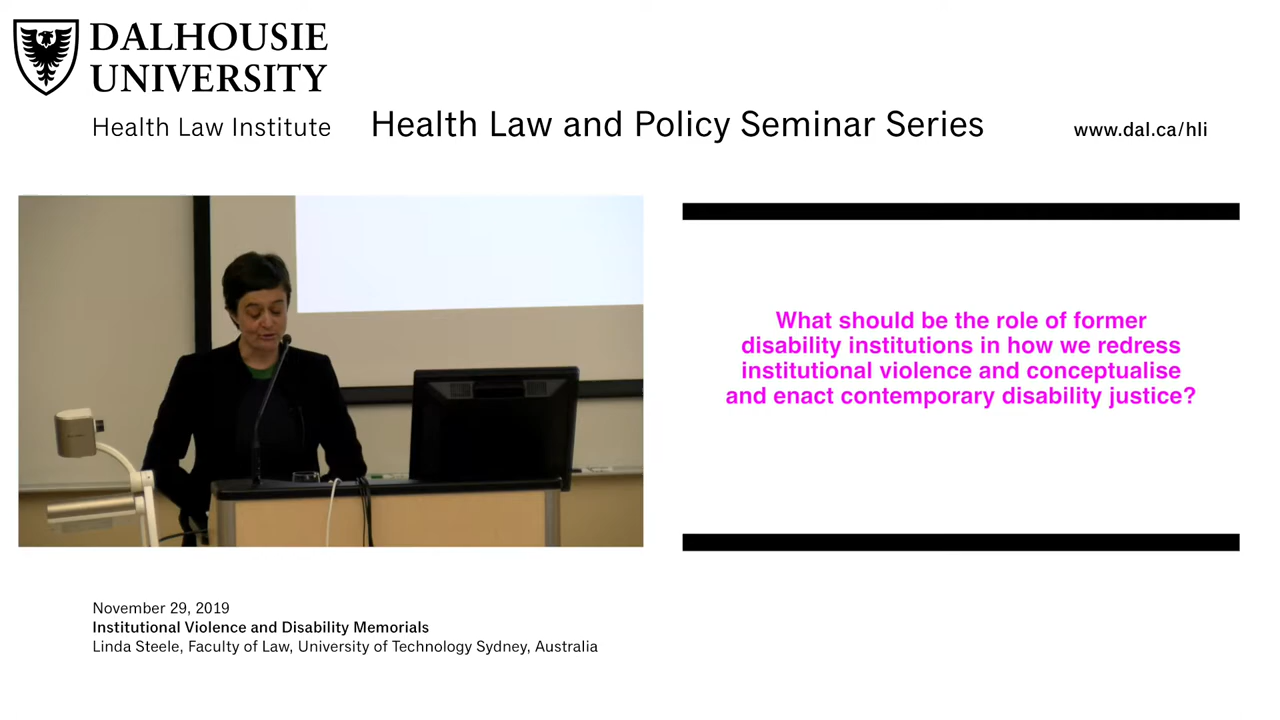 DALHOUSIE
UNIVERSITY
Health Law Institute
Health Law and Policy Seminar Series
www.dal.ca/hli
What should be the role of former
disability institutions in how we redress
institutional violence and conceptualise
and enact contemporary disability justice?
November 29, 2019
Institutional Violence and Disability Memorials
Linda Steele, Faculty of Law, University of Technology Sydney, Australia